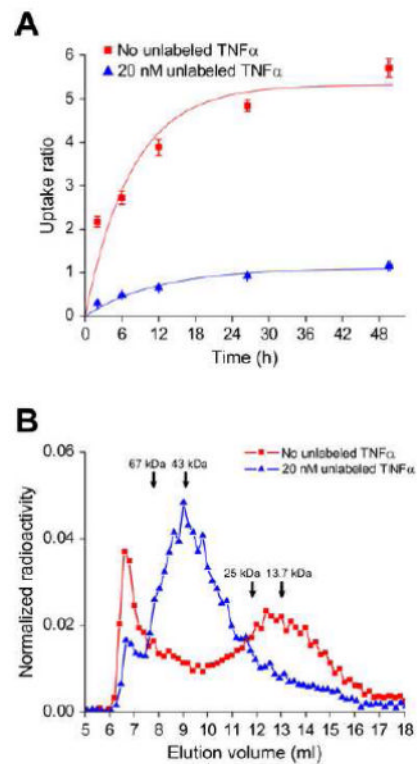 A
No unlabeled TNFα
20 nM unlabeled TNFα
6
5
4
3
2
1
0
0 6 12 18 24 30 36 42 48
Uptake ratio
Time (h)
B
0.06
0.04
0.02
0.00
No unlabeled TNFα
20 nM unlabeled TNFα
67 kDa 43 kDa
25 kDa 13.7 kDa
5 6 7 8 9 10 11 12 13 14 15 16 17 18
Normalized radioactivity
Elution volume (ml)